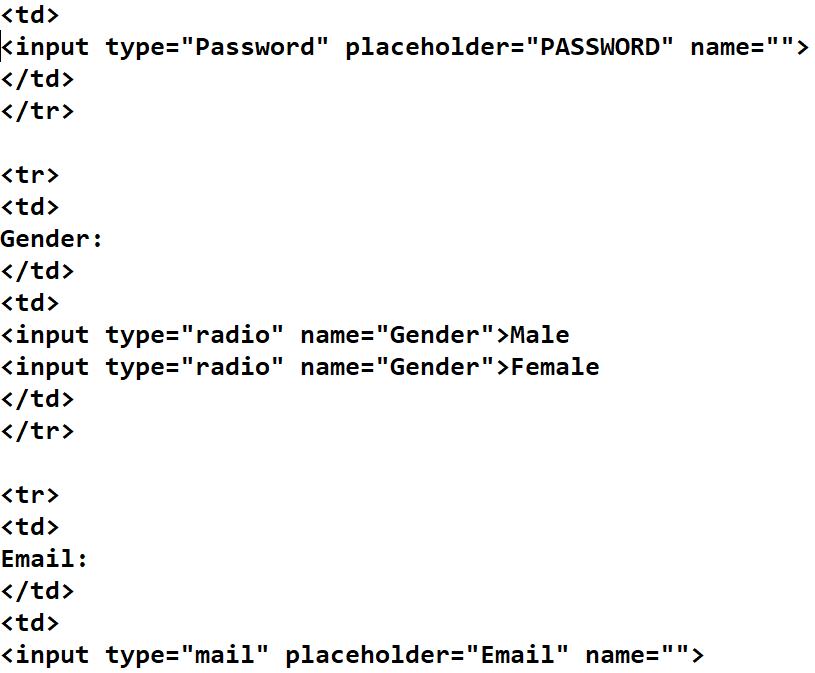 <td>
<input type="Password" placeholder="PASSWORD" name="">
</td>
</tr>
<tr>
<td>
Gender:
</td>
<td>
<input type="radio" name="Gender">Male
<input type="radio" name="Gender">Female
</td>
</tr>
<tr>
<td>
Email:
</td>
<td>
<input type="mail" placeholder="Email" name="">